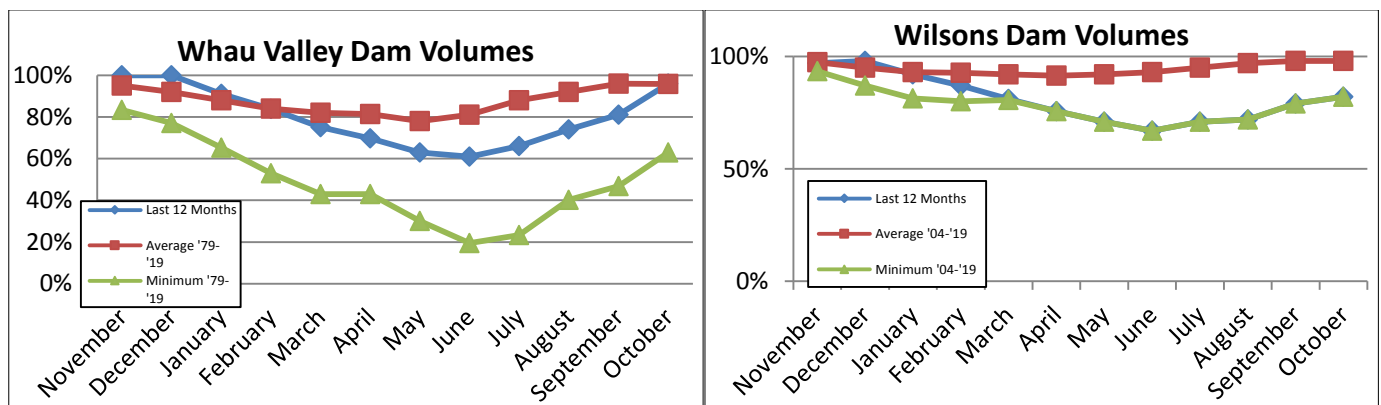 Whau Valley Dam Volumes
100%
80%
60%
40%
20%
0%
Last 12 Months
Average '79-
'19
Minimum '79-
'19
November
December
January
February
March
April
May
June
July
August
September
October
Wilsons Dam Volumes
100%
50%
0%
Last 12 Months
Average '04-'19
Minimum '04-'19
November
December
January
February
March
April
May
June
July
August
September
October